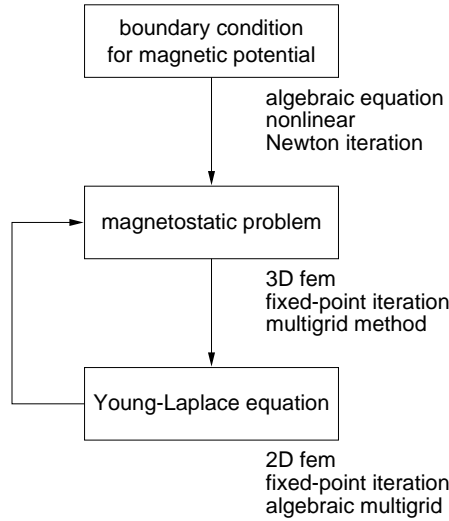 boundary condition
for magnetic potential
algebraic equation
nonlinear
Newton iteration
magnetostatic problem
3D fem
fixed-point iteration
multigrid method
Young-Laplace equation
2D fem
fixed-point iteration
algebraic multigrid